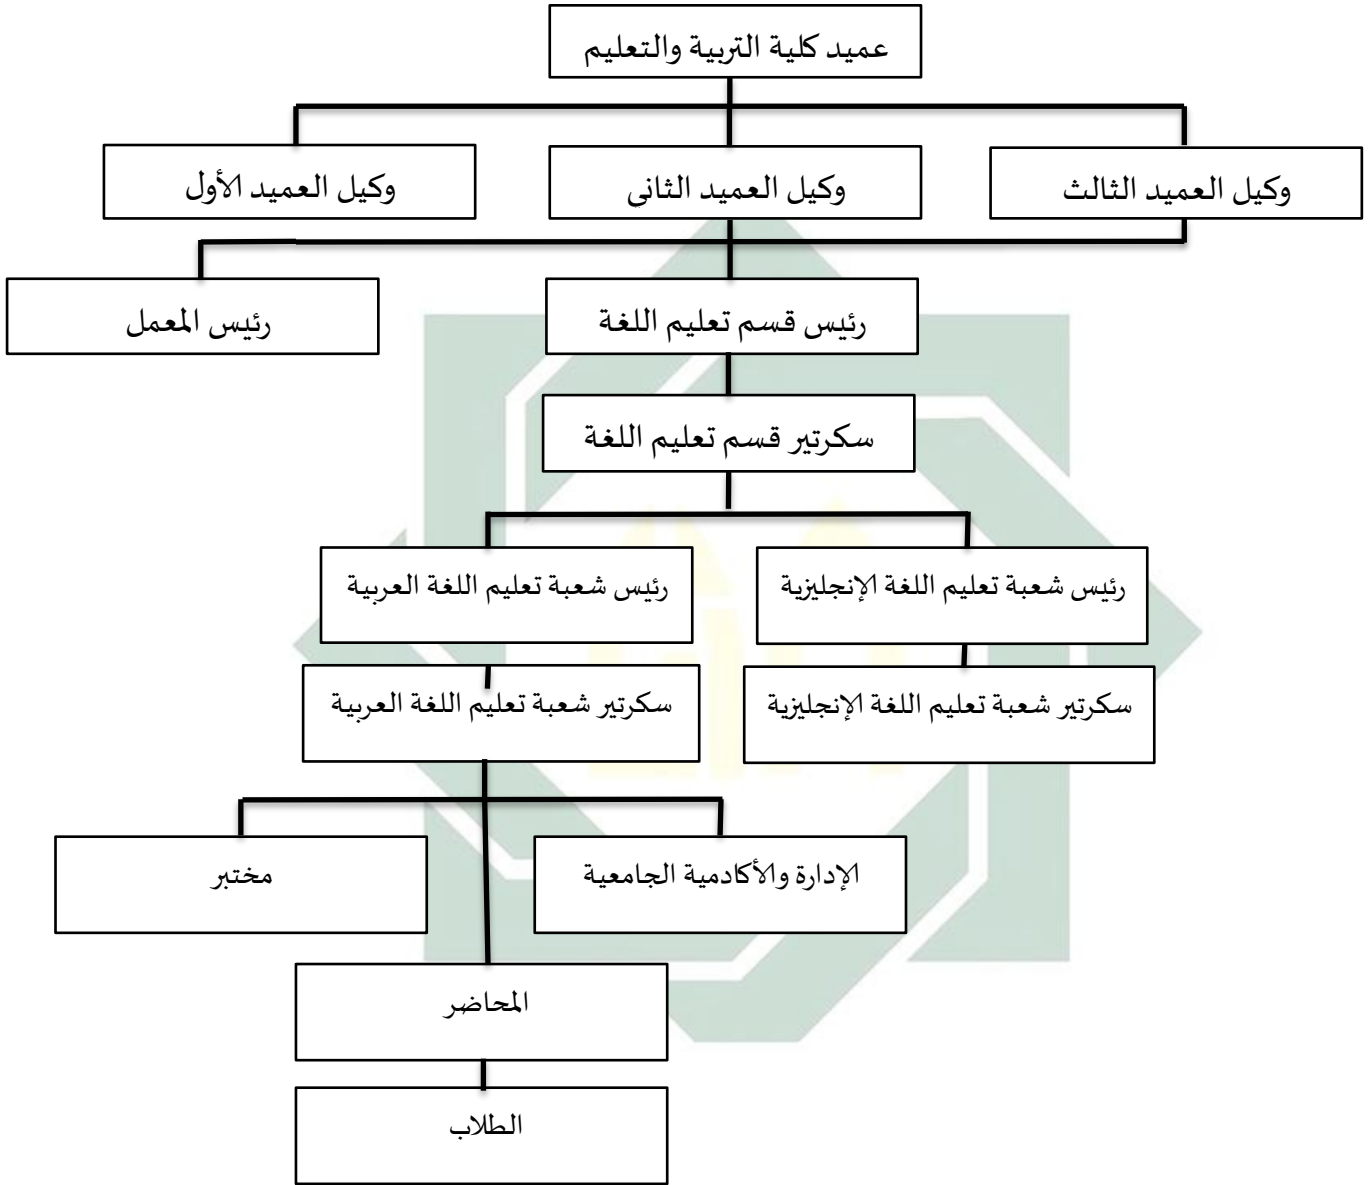 عميد كلية التربية والتعليم
وكيل العميد الثالث
وكيل العميد الثانى
وكيل العميد الأول
رئيس قسم تعليم اللغة
رئيس المعمل
سكرتير قسم تعليم اللغة
رئيس شعبة تعليم اللغة الإنجليزية
رئيس شعبة تعليم اللغة العربية
سكرتير شعبة تعليم اللغة الإنجليزية
سكرتير شعبة تعليم اللغة العربية
الإدارة والأكادمية الجامعية
مختبر
المحاضر
الطلاب